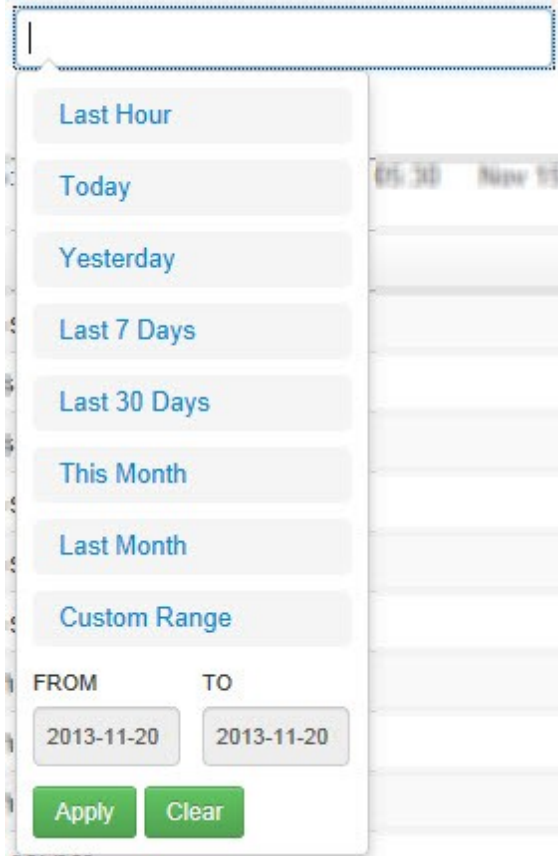 Last Hour
Today
Yesterday
Last 7 Days
Last 30 Days
This Month
Last Month
Custom Range
FROM TO
2013-11-20 2013-11-20
Apply Clear